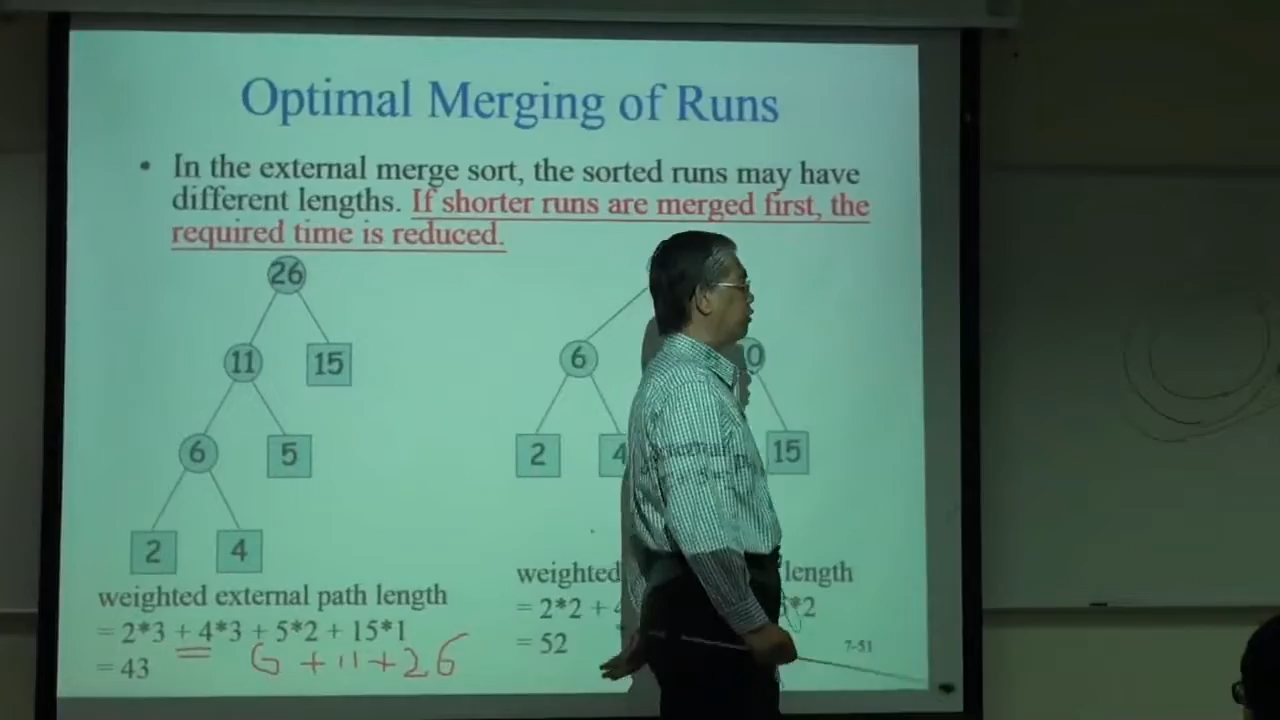 Optimal Merging of Runs
• In the external merge sort, the sorted runs may have
different lengths. If shorter runs are merged first, the
required time is reduced.
26
11
15
6
5
2
4
weighted external path length
= 2*3 + 4*3 + 5*2 + 15*1
= 43
6 + 11 + 26
6
0
2
4
15
weighted length
= 2*2 + *2
= 52
7-51